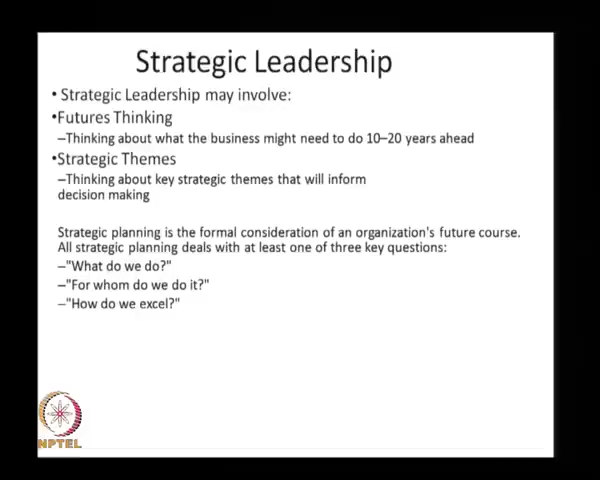 Strategic Leadership
• Strategic Leadership may involve:
•Futures Thinking
–Thinking about what the business might need to do 10–20 years ahead
•Strategic Themes
–Thinking about key strategic themes that will inform
decision making
Strategic planning is the formal consideration of an organization's future course.
All strategic planning deals with at least one of three key questions:
–"What do we do?"
–"For whom do we do it?"
–"How do we excel?"
NPTEL